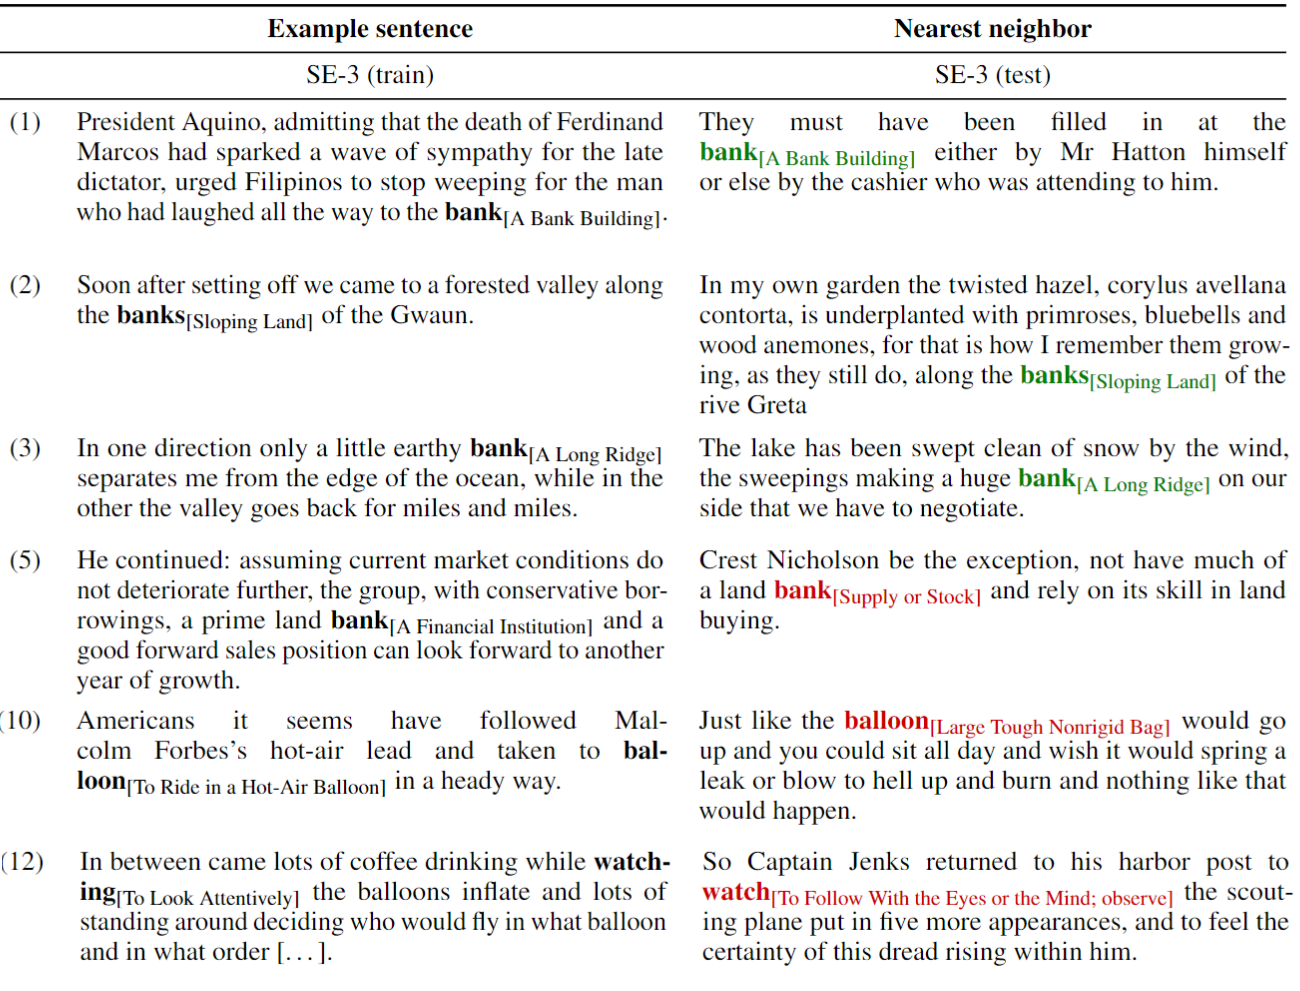 Example sentence
Nearest neighbor
SE-3 (train)
SE-3 (test)
(1)
President Aquino, admitting that the death of Ferdinand
Marcos had sparked a wave of sympathy for the late
dictator, urged Filipinos to stop weeping for the man
who had laughed all the way to the bank[A Bank Building].
They must have been filled in at the
bank[A Bank Building] either by Mr Hatton himself
or else by the cashier who was attending to him.
(2)
Soon after setting off we came to a forested valley along
the banks[Sloping Land] of the Gwaun.
In my own garden the twisted hazel, corylus avellana
contorta, is underplanted with primroses, bluebells and
wood anemones, for that is how I remember them grow-
ing, as they still do, along the banks[Sloping Land] of the
rive Greta
(3)
In one direction only a little earthy bank[A Long Ridge]
separates me from the edge of the ocean, while in the
other the valley goes back for miles and miles.
The lake has been swept clean of snow by the wind,
the sweepings making a huge bank[A Long Ridge] on our
side that we have to negotiate.
(5)
He continued: assuming current market conditions do
not deteriorate further, the group, with conservative bor-
rowings, a prime land bank[A Financial Institution] and a
good forward sales position can look forward to another
year of growth.
Crest Nicholson be the exception, not have much of
a land bank[Supply or Stock] and rely on its skill in land
buying.
(10)
Americans it seems have followed Mal-
colm Forbes's hot-air lead and taken to bal-
loon[To Ride in a Hot-Air Balloon] in a heady way.
Just like the balloon[Large Tough Nonrigid Bag] would go
up and you could sit all day and wish it would spring a
leak or blow to hell up and burn and nothing like that
would happen.
(12)
In between came lots of coffee drinking while watch-
ing[To Look Attentively] the balloons inflate and lots of
standing around deciding who would fly in what balloon
and in what order [...].
So Captain Jenks returned to his harbor post to
watch[To Follow With the Eyes or the Mind; observe] the scout-
ing plane put in five more appearances, and to feel the
certainty of this dread rising within him.